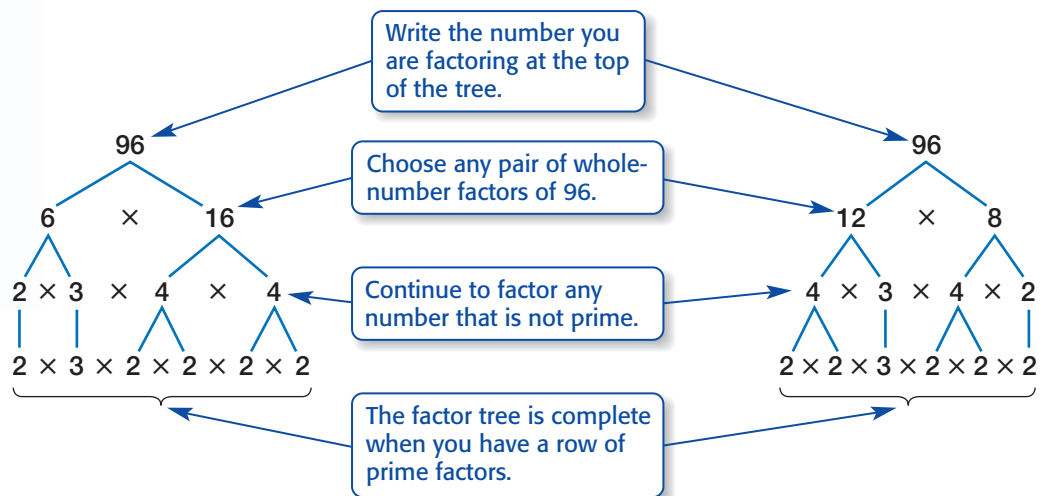 Write the number you
are factoring at the top
of the tree.
96
96
Choose any pair of whole-
number factors of 96.
6 × 16
12 × 8
2 × 3 × 4 × 4
Continue to factor any
number that is not prime.
4 × 3 × 4 × 2
2 × 3 × 2 × 2 × 2 × 2
2 × 2 × 3 × 2 × 2 × 2
The factor tree is complete
when you have a row of
prime factors.